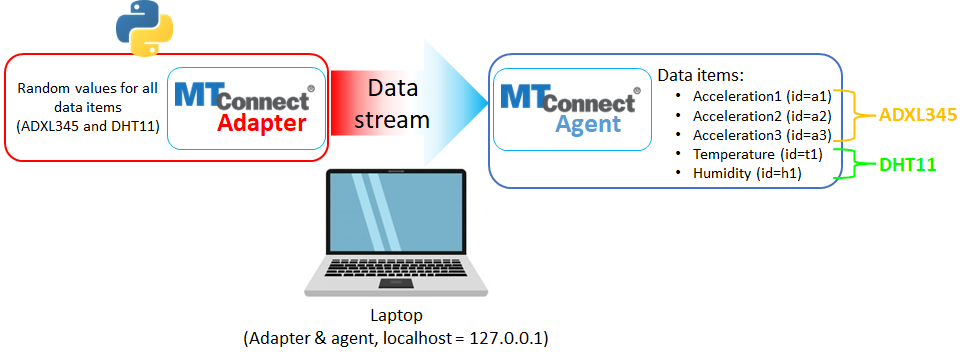 Random values for all
data items
(ADXL345 and DHT11)
MTConnect®
Adapter
Data
stream
MTConnect®
Agent
Data items:
• Acceleration1 (id=a1)
• Acceleration2 (id=a2)
• Acceleration3 (id=a3)
• Temperature (id=t1)
• Humidity (id=h1)
ADXL345
DHT11
Laptop
(Adapter & agent, localhost = 127.0.0.1)